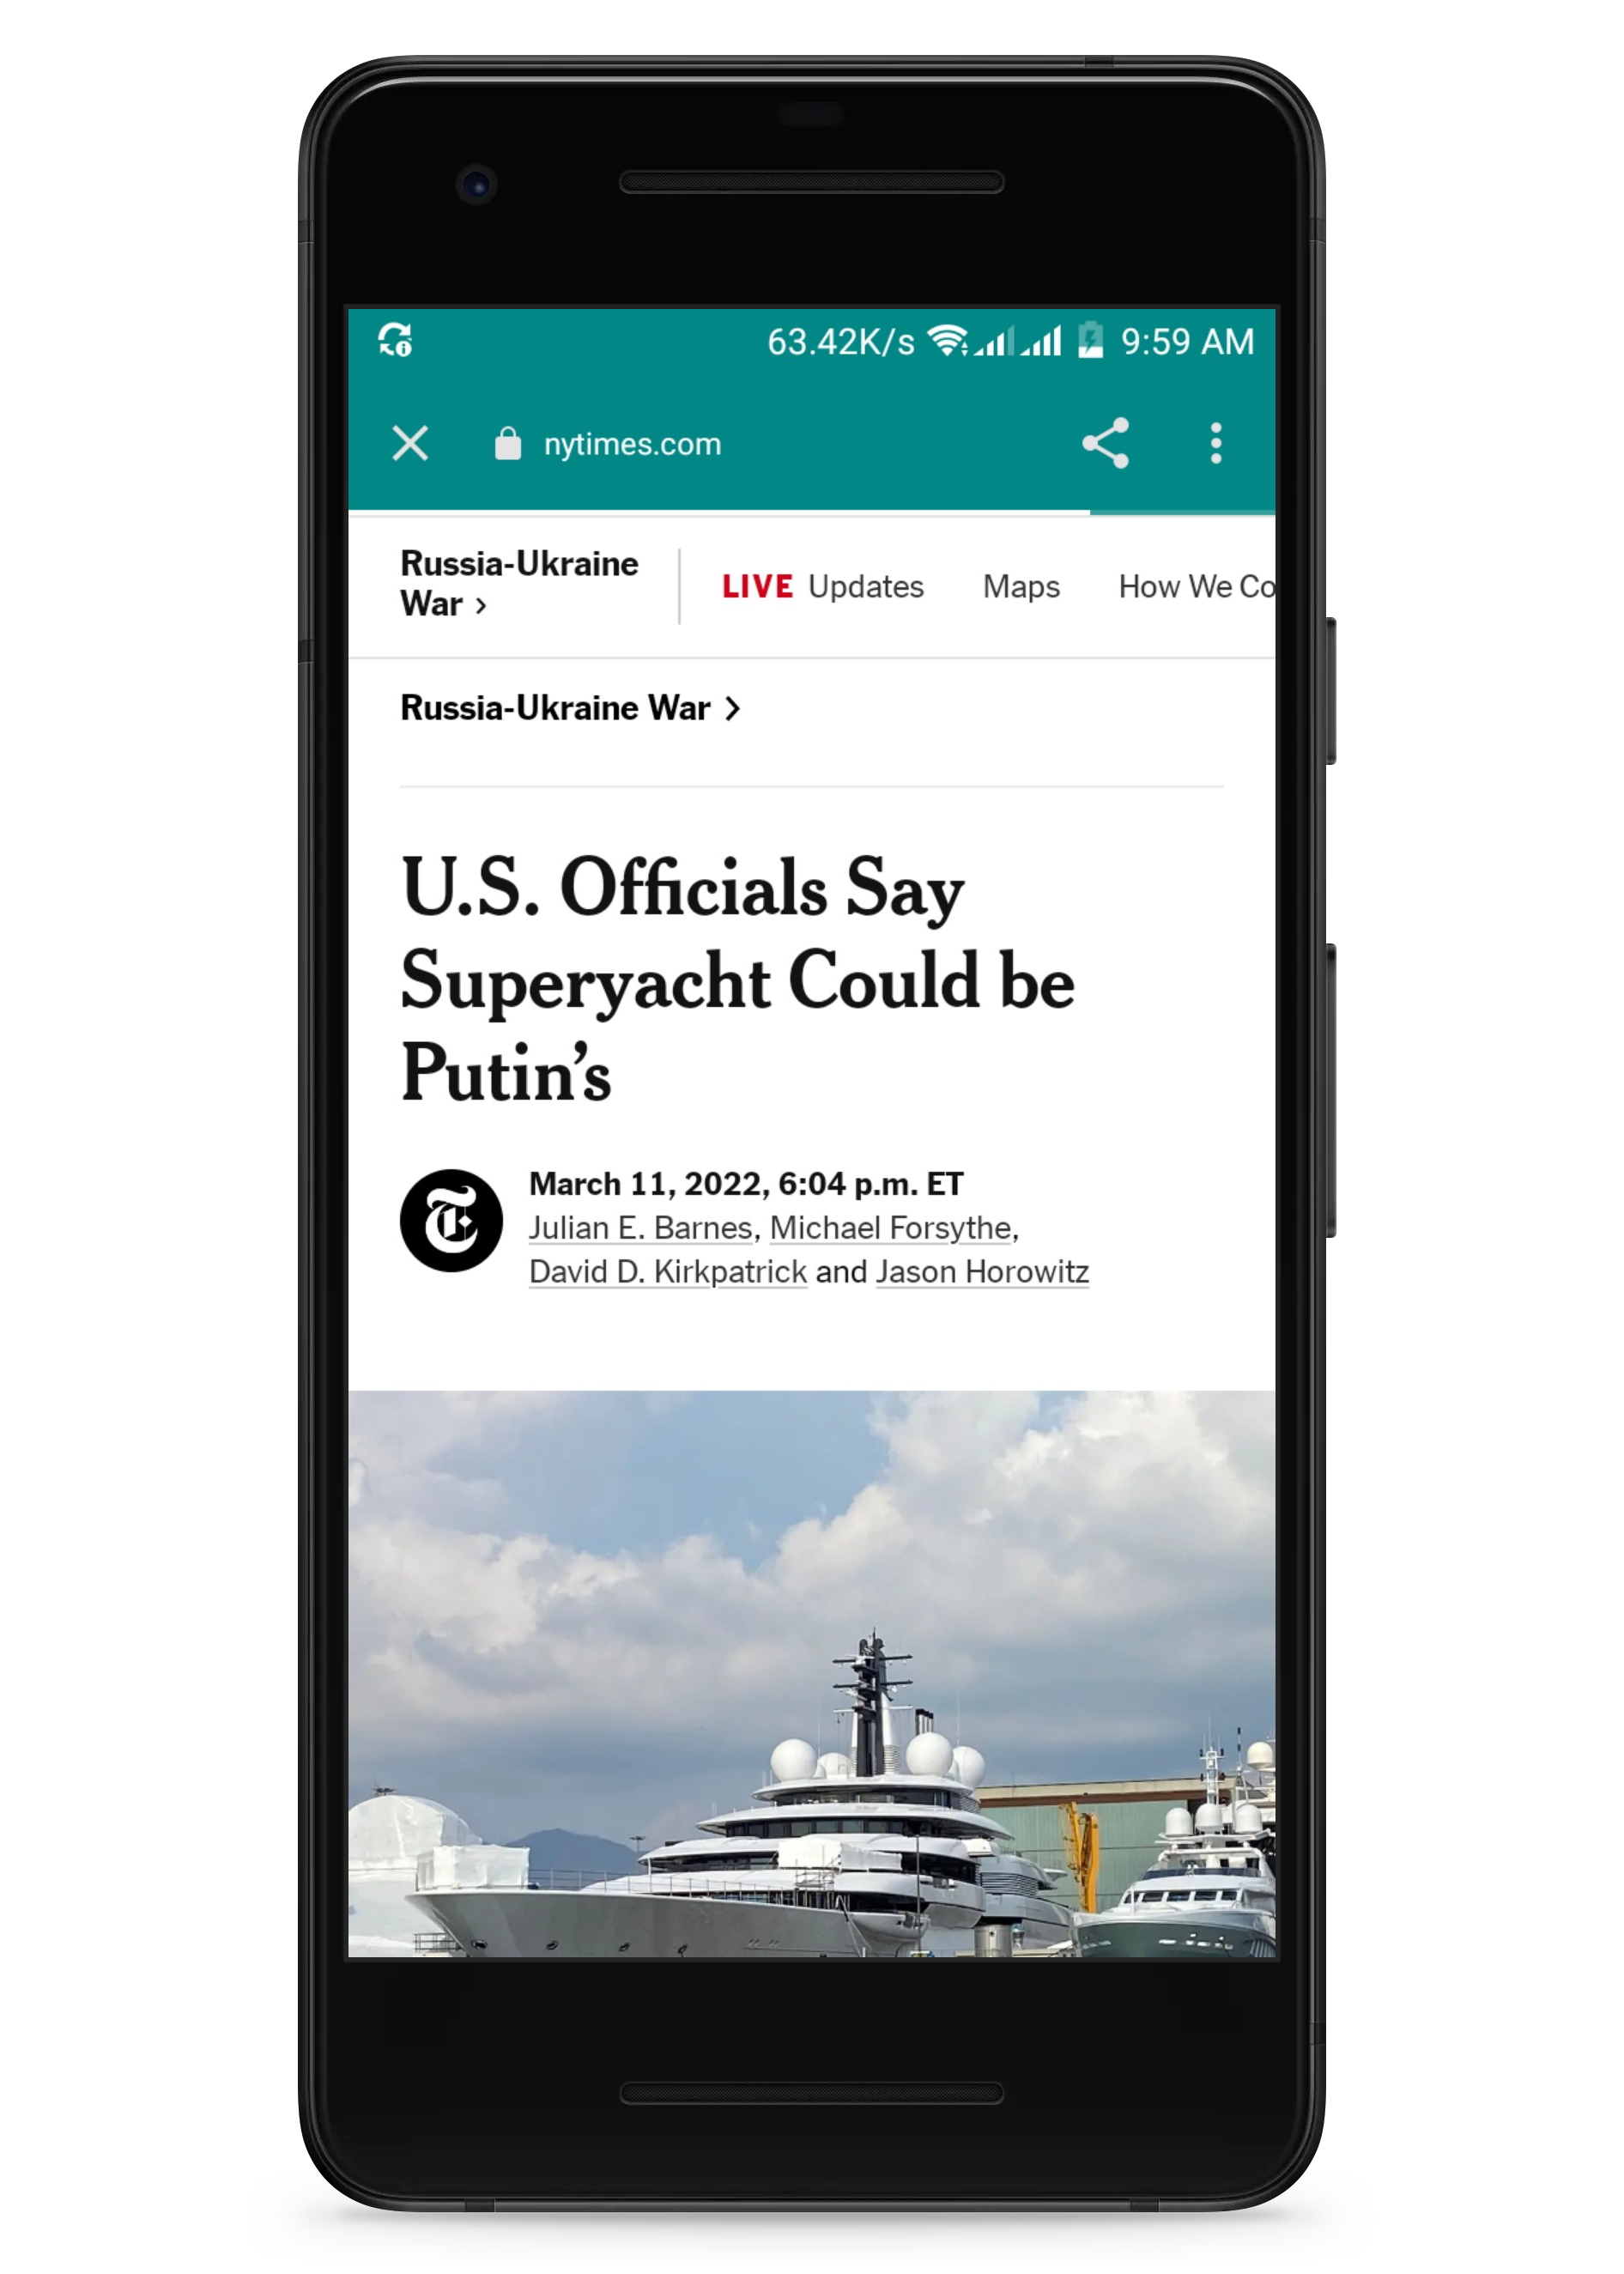 63.42K/s 9:59 AM
nytimes.com
Russia-Ukraine
War >
LIVE Updates Maps How We Co
Russia-Ukraine War >
U.S. Officials Say
Superyacht Could be
Putin’s
March 11, 2022, 6:04 p.m. ET
Julian E. Barnes, Michael Forsythe,
David D. Kirkpatrick and Jason Horowitz